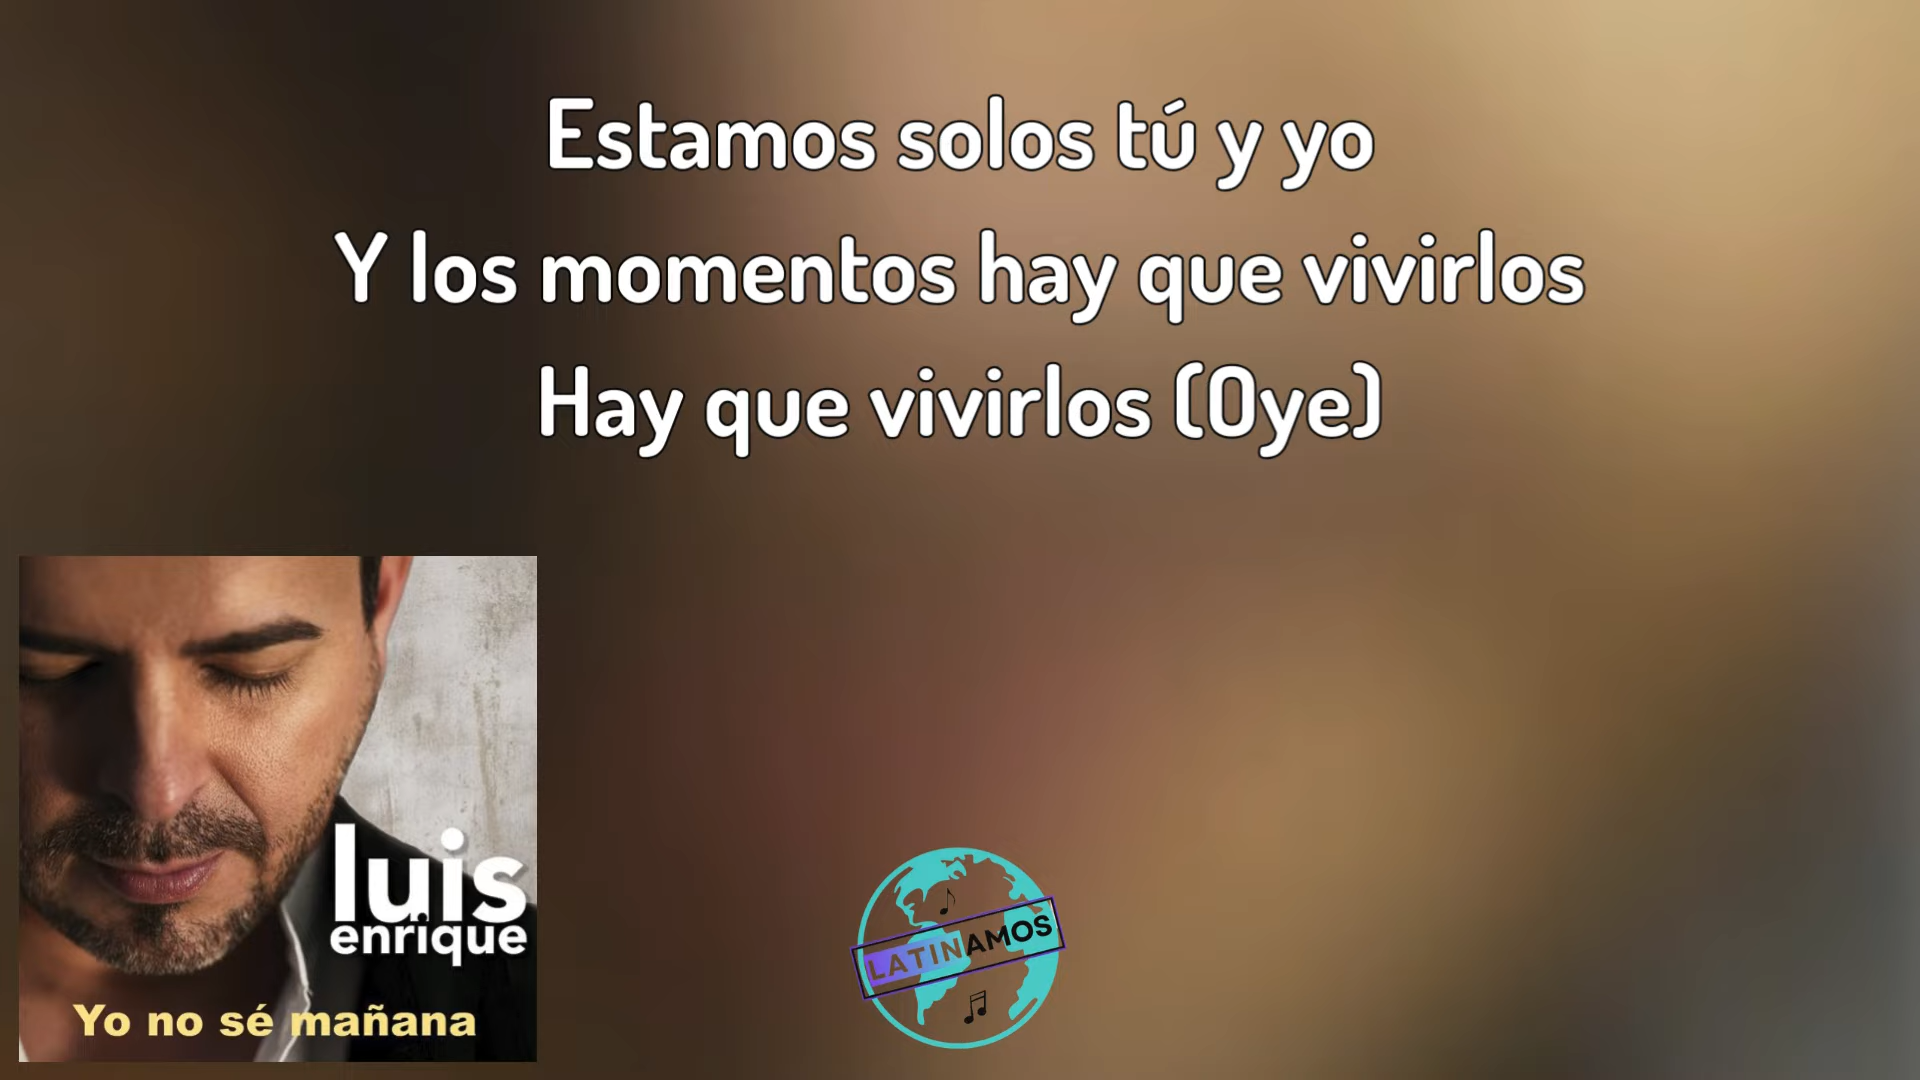 Estamos solos tú y yo
Y los momentos hay que vivirlos
Hay que vivirlos (Oye)
luis
enrique
Yo no sé mañana
LATINAMOS